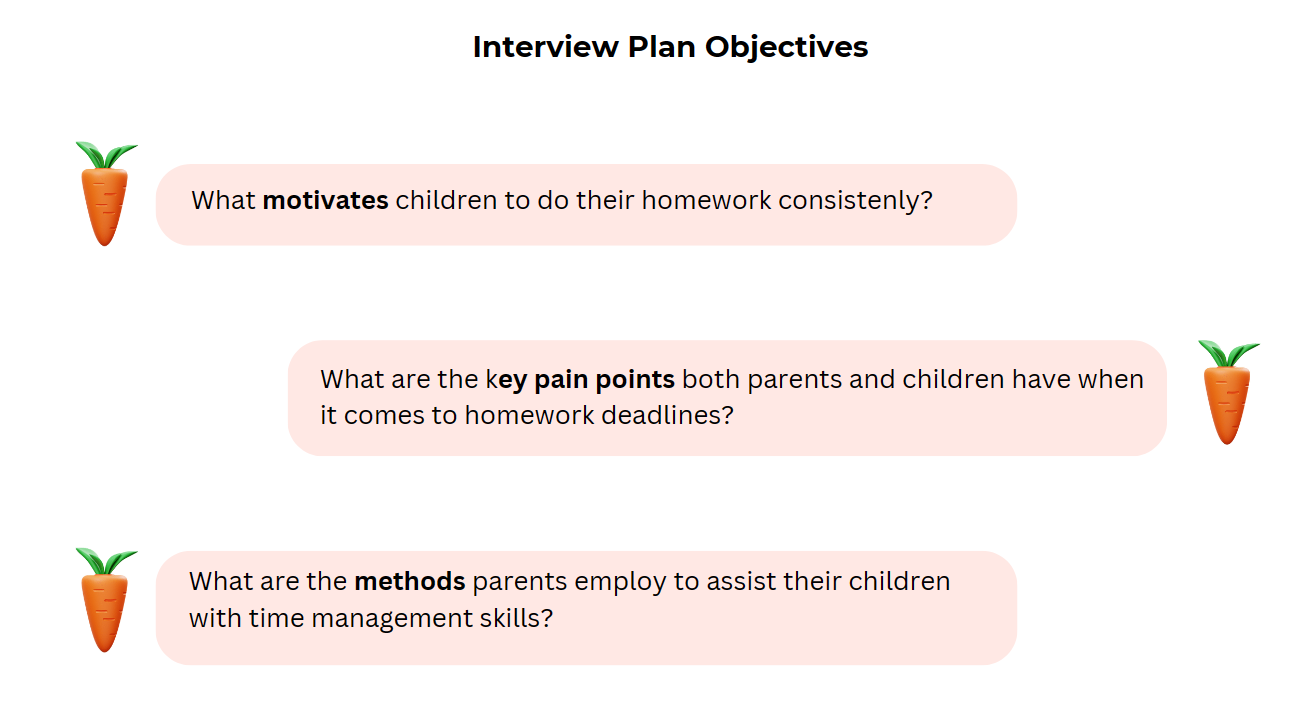 Interview Plan Objectives
What motivates children to do their homework consistenly?
What are the key pain points both parents and children have when
it comes to homework deadlines?
What are the methods parents employ to assist their children
with time management skills?